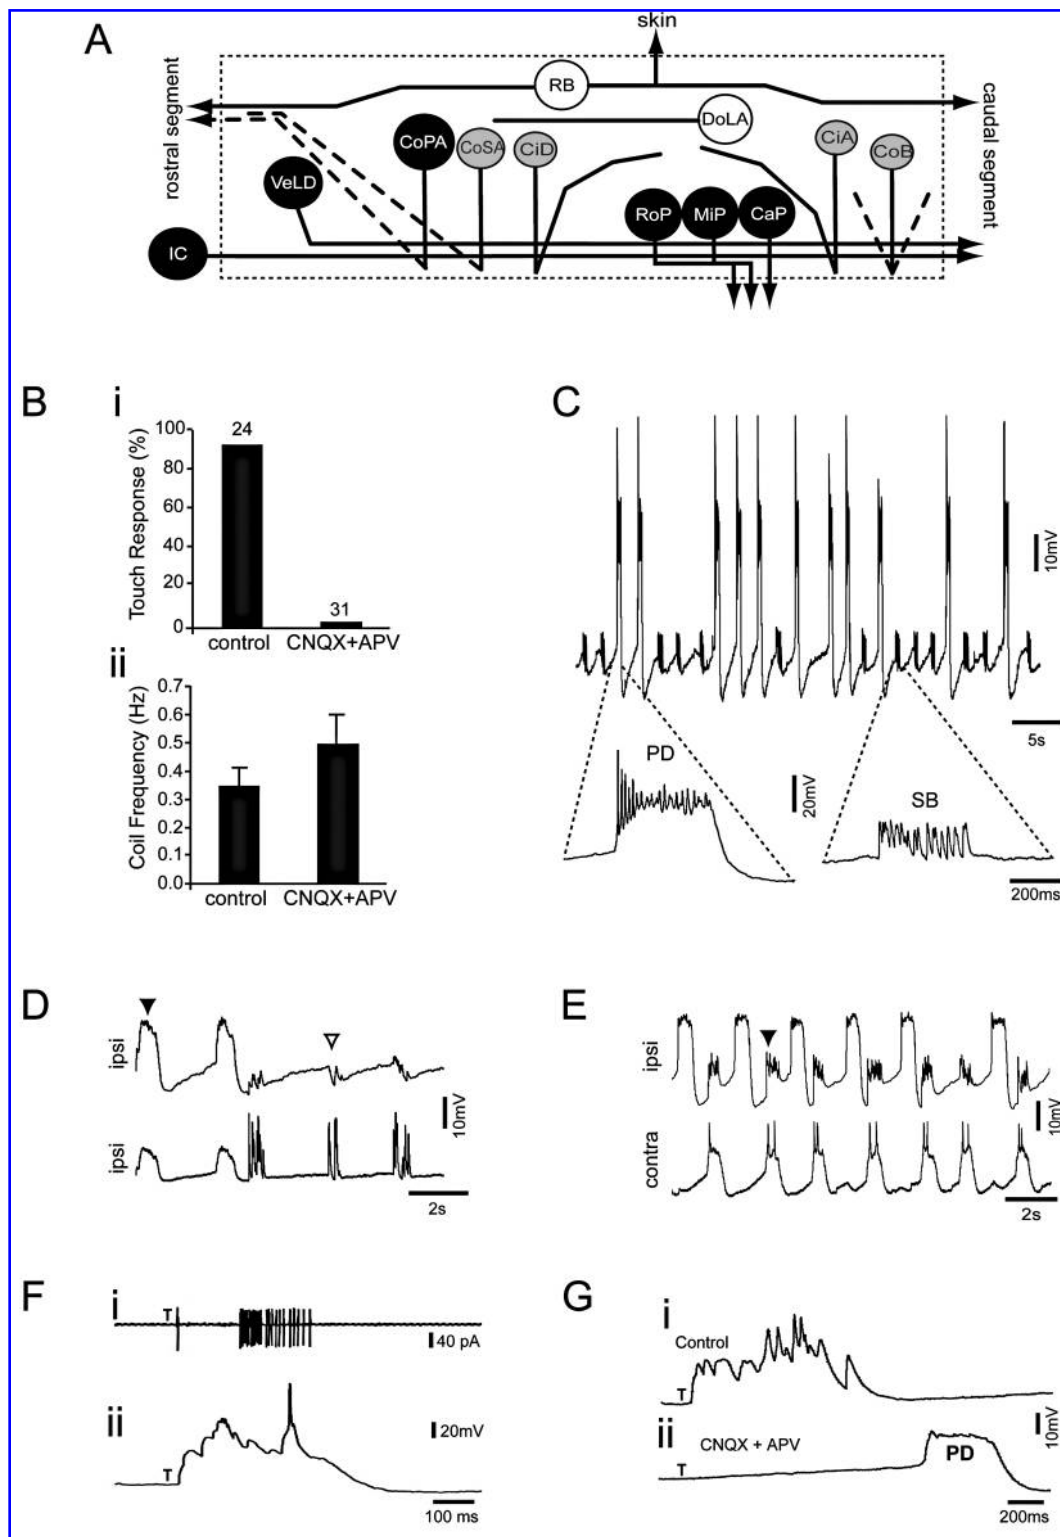 A
skin
rostral segment
caudal segment
RB
DoLA
CoPA
CoSA
CiD
CiA
CoB
VeLD
RoP
MiP
CaP
IC
B
i
Touch Response (%)
100
80
60
40
20
0
24
31
control
CNQX+APV
ii
Coil Frequency (Hz)
0.7
0.6
0.5
0.4
0.3
0.2
0.1
0.0
control
CNQX+APV
C
10mV
5s
PD
20mV
SB
200ms
D
ipsi
ipsi
10mV
2s
E
ipsi
contra
10mV
2s
F
i
T
40 pA
ii
T
20mV
100 ms
G
i
Control
T
ii
CNQX + APV
T
PD
10mV
200ms